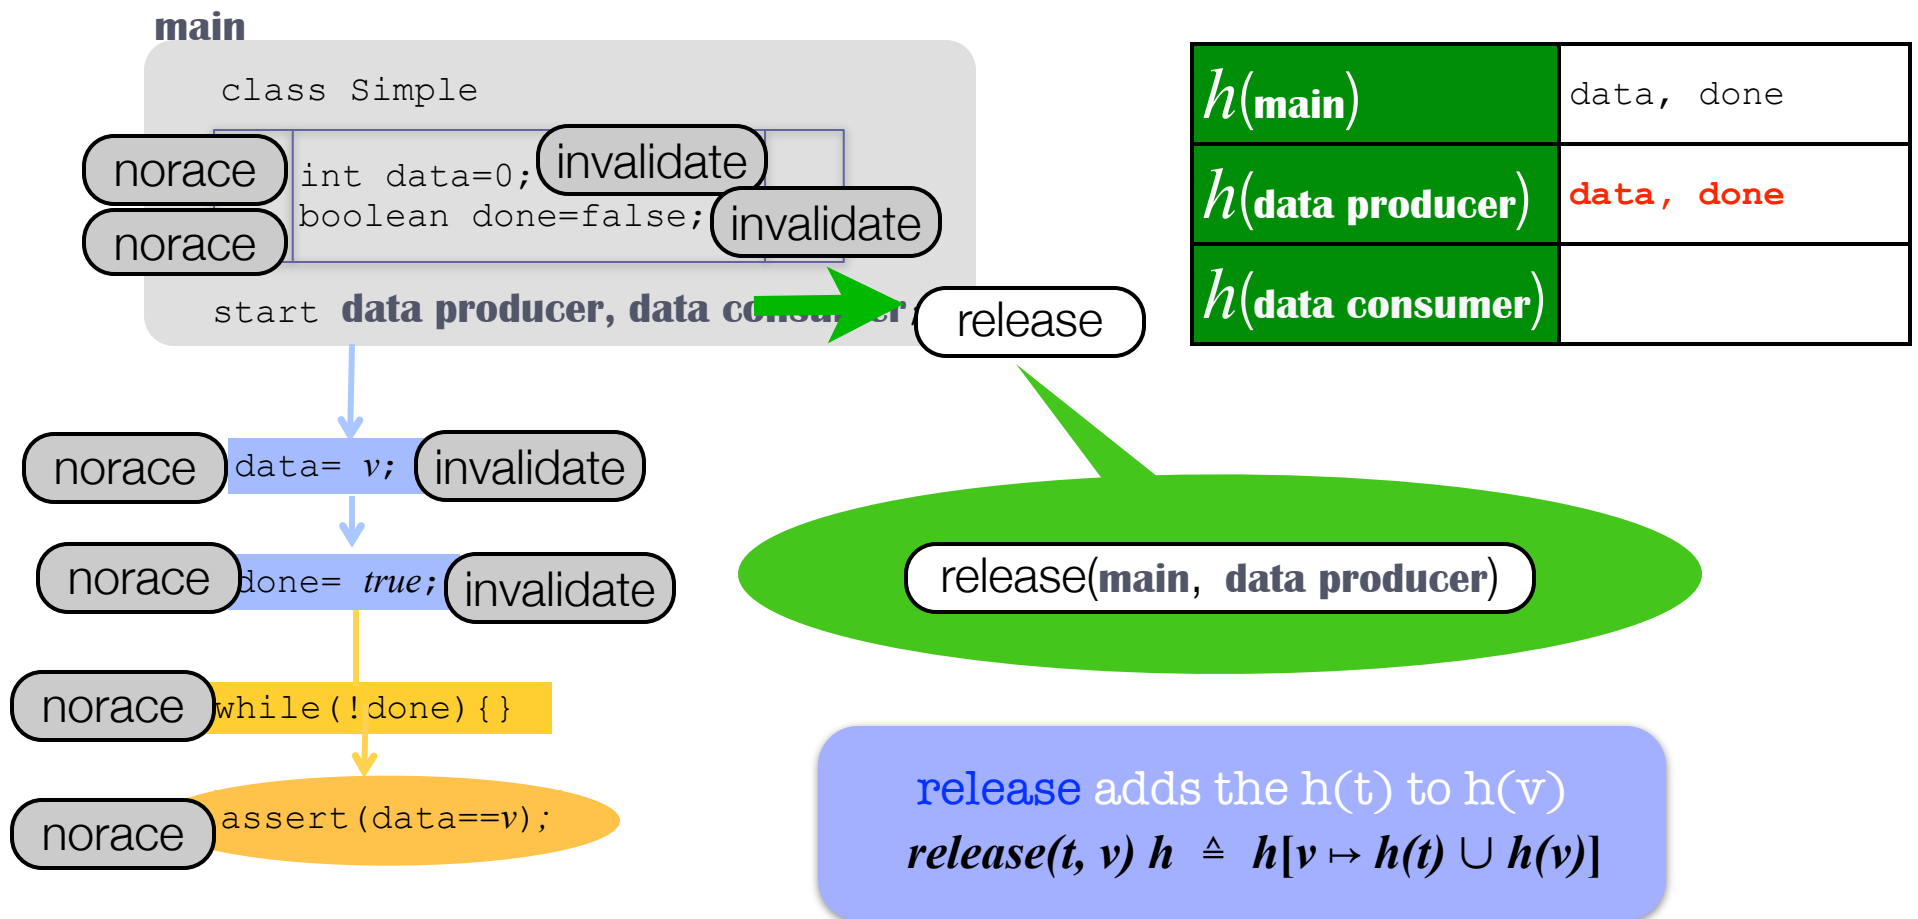 main
class Simple
norace int data=0; invalidate
norace boolean done=false; invalidate
start data producer, data consumer; release
h(main) data, done
h(data producer) data, done
h(data consumer)
norace data= v; invalidate
norace done= true; invalidate
norace while(!done){}
norace assert(data==v);
release(main, data producer)
release adds the h(t) to h(v)
release(t, v) h ≜ h[v ↦ h(t) ∪ h(v)]